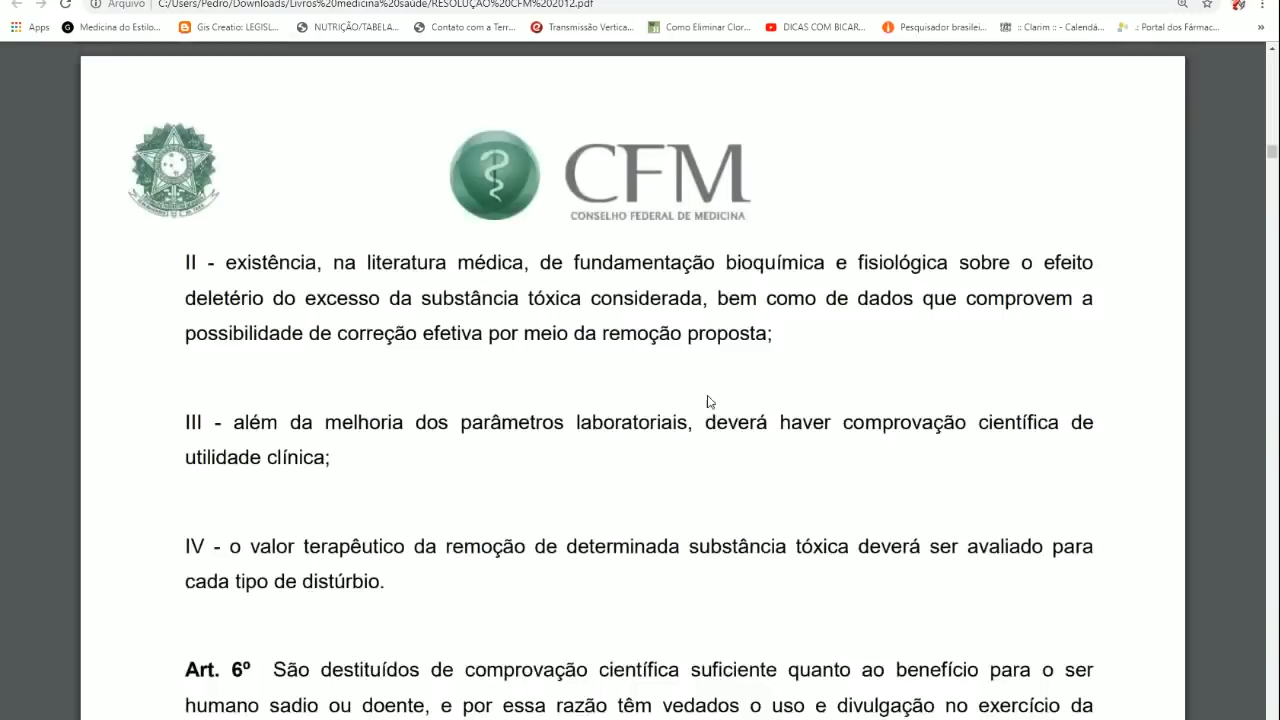 Arquivo | C:/Users/Pedro/Downloads/Livros%20medicina%20saúde/RESOLUÇÃO%20CFM%202012.pdf
Apps Medicina do Estilo... Gis Creatio: LEGISL... NUTRIÇÃO/TABELA... Contato com a Terr... Transmissão Vertica... Como Eliminar Clor... DICAS COM BICAR... Pesquisador brasilei... :: Clarim :: - Calendá... .: Portal dos Fármac... »
CFM
CONSELHO FEDERAL DE MEDICINA
II - existência, na literatura médica, de fundamentação bioquímica e fisiológica sobre o efeito
deletério do excesso da substância tóxica considerada, bem como de dados que comprovem a
possibilidade de correção efetiva por meio da remoção proposta;
III - além da melhoria dos parâmetros laboratoriais, deverá haver comprovação científica de
utilidade clínica;
IV - o valor terapêutico da remoção de determinada substância tóxica deverá ser avaliado para
cada tipo de distúrbio.
Art. 6º São destituídos de comprovação científica suficiente quanto ao benefício para o ser
humano sadio ou doente, e por essa razão têm vedados o uso e divulgação no exercício da